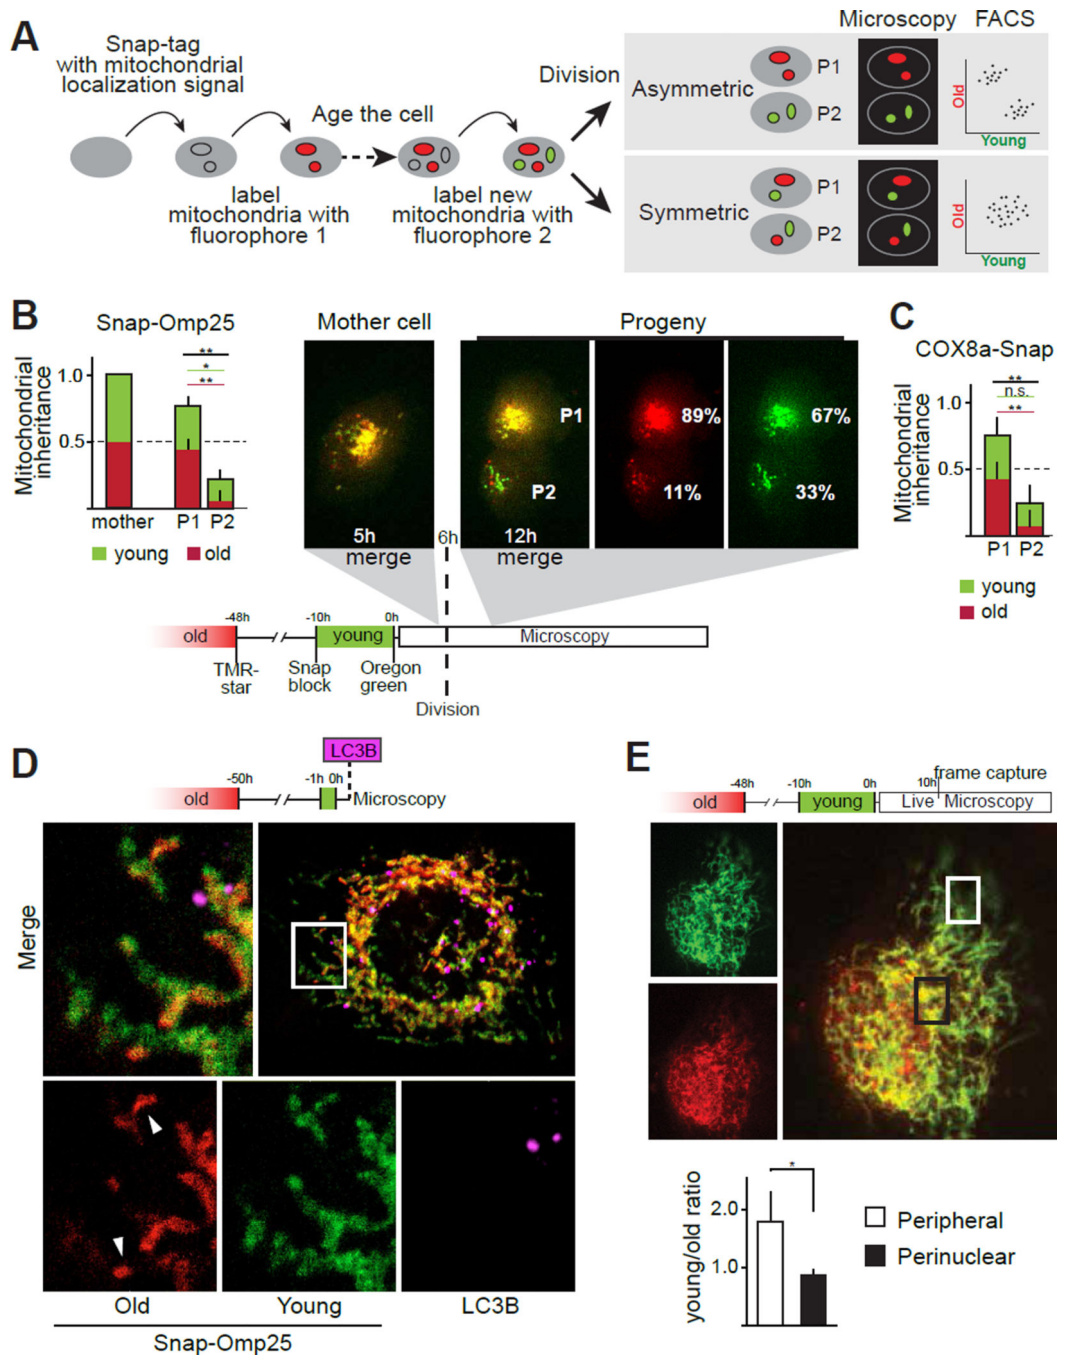 A
Snap-tag
with mitochondrial
localization signal
Age the cell
label
mitochondria with
fluorophore 1
label new
mitochondria with
fluorophore 2
Division
Microscopy FACS
Asymmetric
P1
P2
Old
Young
Symmetric
P1
P2
Old
Young
B
Snap-Omp25
Mitochondrial
inheritance
1.0
0.5
**
*
**
mother P1 P2
young old
Mother cell
Progeny
5h
merge
6h
12h
merge
P1
P2
89%
11%
67%
33%
old
-48h
TMR-
star
-10h
Snap
block
young
0h
Oregon
green
Microscopy
Division
C
COX8a-Snap
Mitochondrial
inheritance
1.0
0.5
**
n.s.
**
P1 P2
young
old
D
LC3B
old
-50h
-1h 0h
Microscopy
Merge
Old Young LC3B
Snap-Omp25
E
frame capture
old
-48h
-10h
young
0h
10h
Live Microscopy
young/old ratio
2.0
1.0
*
Peripheral
Perinuclear